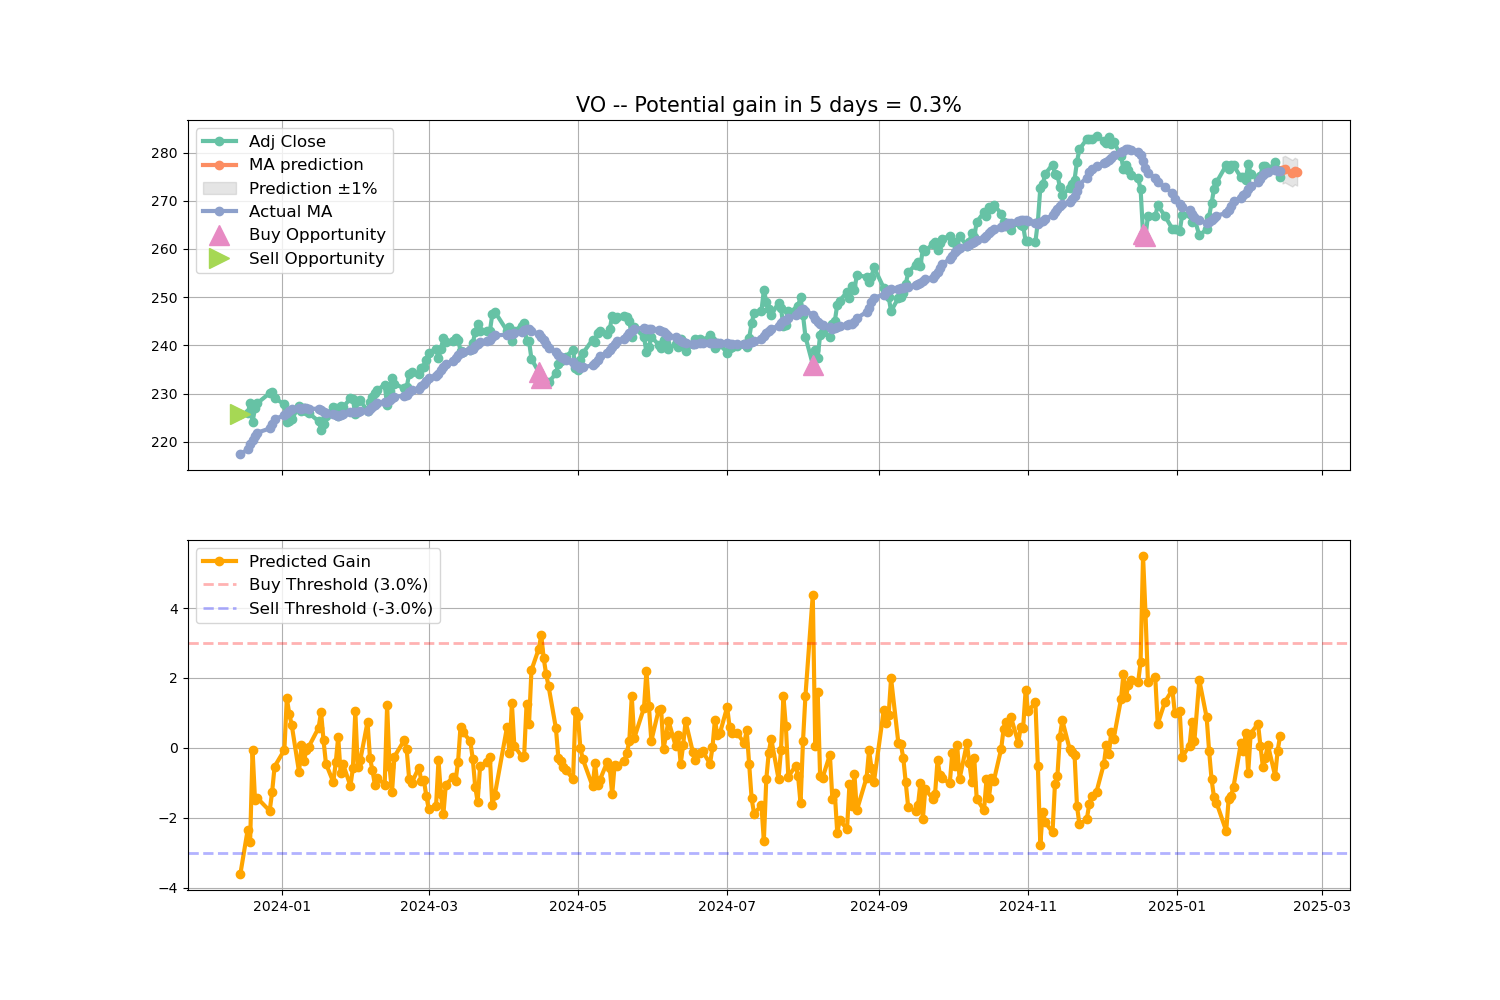 VO -- Potential gain in 5 days = 0.3%
Adj Close
MA prediction
Prediction ±1%
Actual MA
Buy Opportunity
Sell Opportunity
280
270
260
250
240
230
220
Predicted Gain
Buy Threshold (3.0%)
Sell Threshold (-3.0%)
4
2
0
−2
−4
2024-01 2024-03 2024-05 2024-07 2024-09 2024-11 2025-01 2025-03